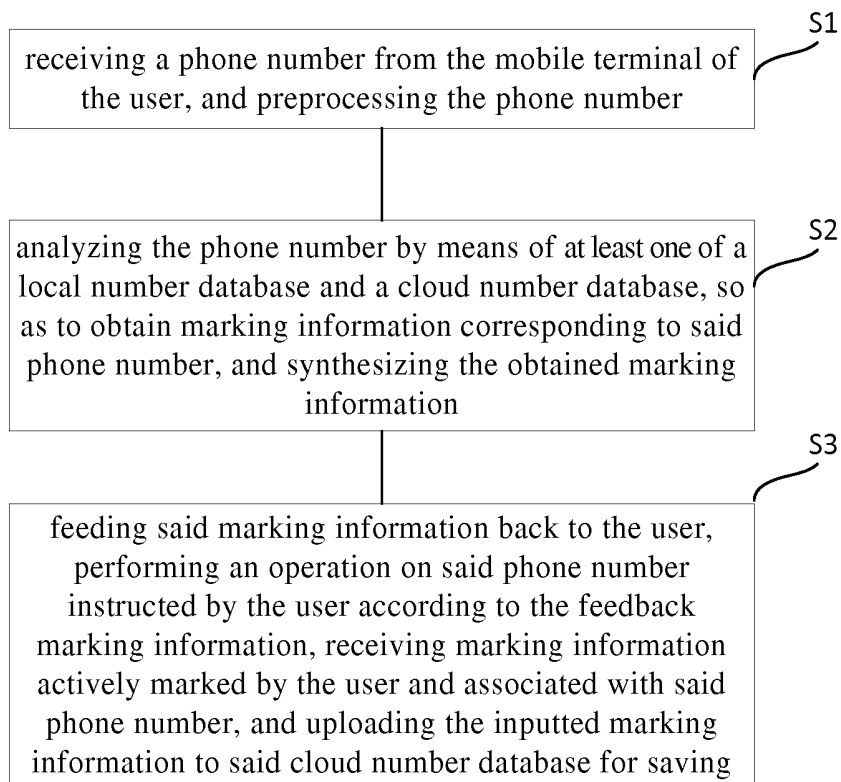 S1
receiving a phone number from the mobile terminal of
the user, and preprocessing the phone number
S2
analyzing the phone number by means of at least one of a
local number database and a cloud number database, so
as to obtain marking information corresponding to said
phone number, and synthesizing the obtained marking
information
S3
feeding said marking information back to the user,
performing an operation on said phone number
instructed by the user according to the feedback
marking information, receiving marking information
actively marked by the user and associated with said
phone number, and uploading the inputted marking
information to said cloud number database for saving